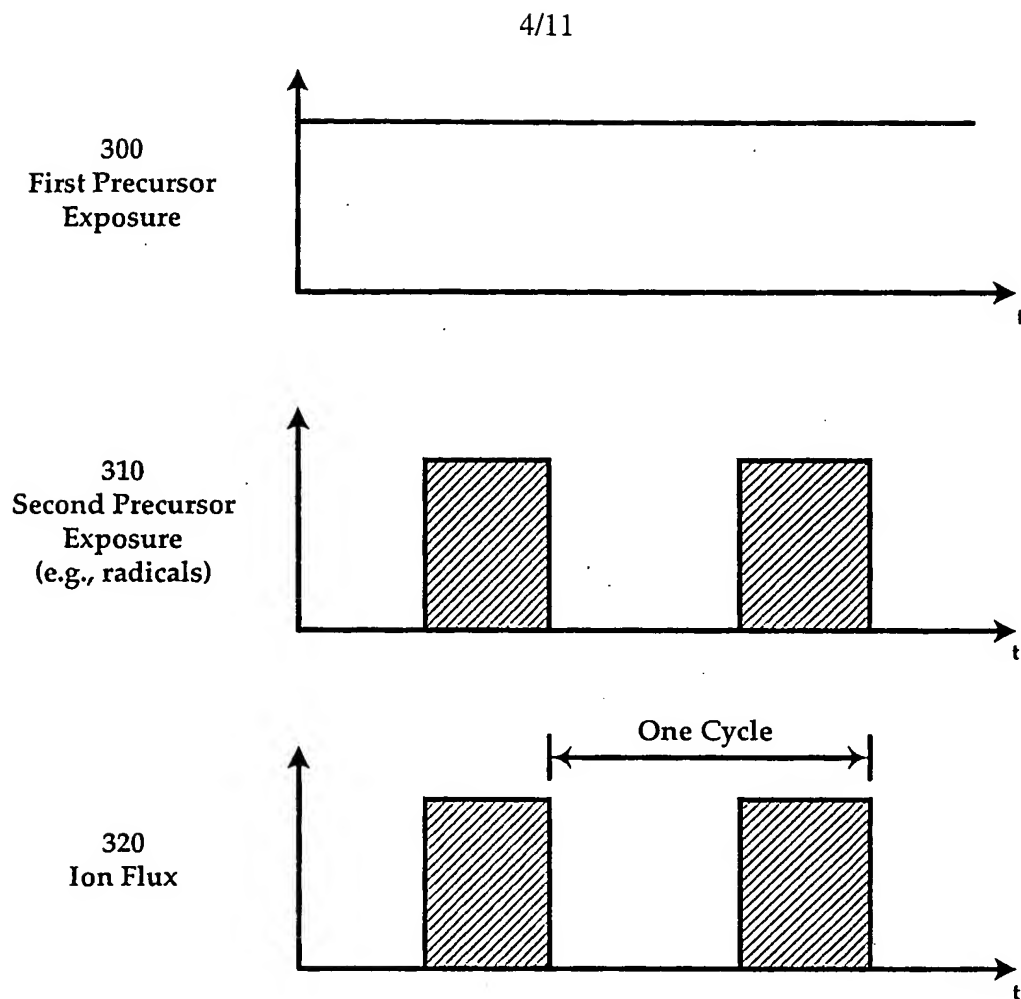 4/11
300
First Precursor
Exposure
t
310
Second Precursor
Exposure
(e.g., radicals)
t
One Cycle
320
Ion Flux
t